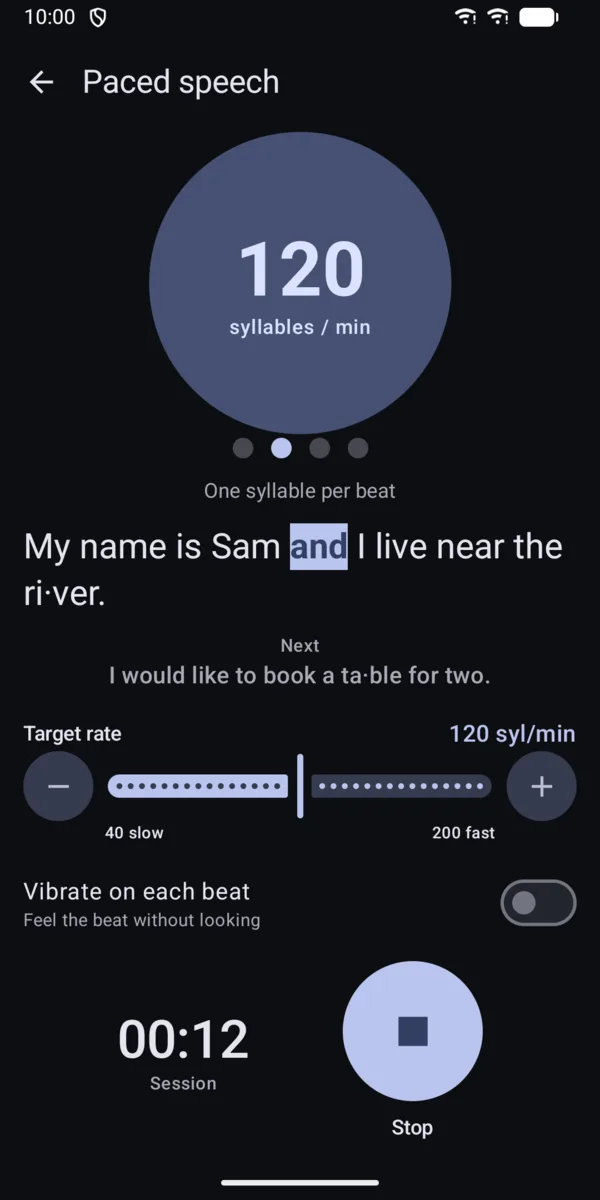 10:00
Paced speech
120
syllables / min
One syllable per beat
My name is Sam and I live near the
ri·ver.
Next
I would like to book a ta·ble for two.
Target rate
120 syl/min
40 slow
200 fast
Vibrate on each beat
Feel the beat without looking
00:12
Session
Stop